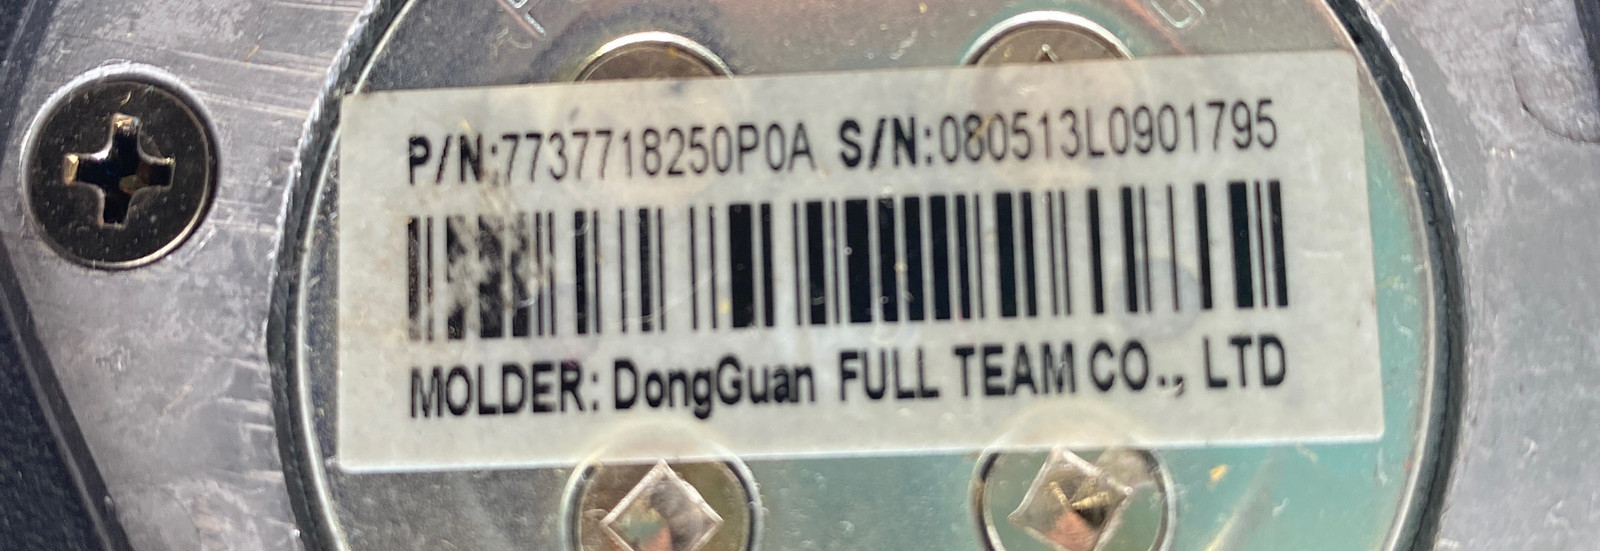 P/N:7737718250P0A S/N:080513L0901795
MOLDER: DongGuan FULL TEAM CO., LTD